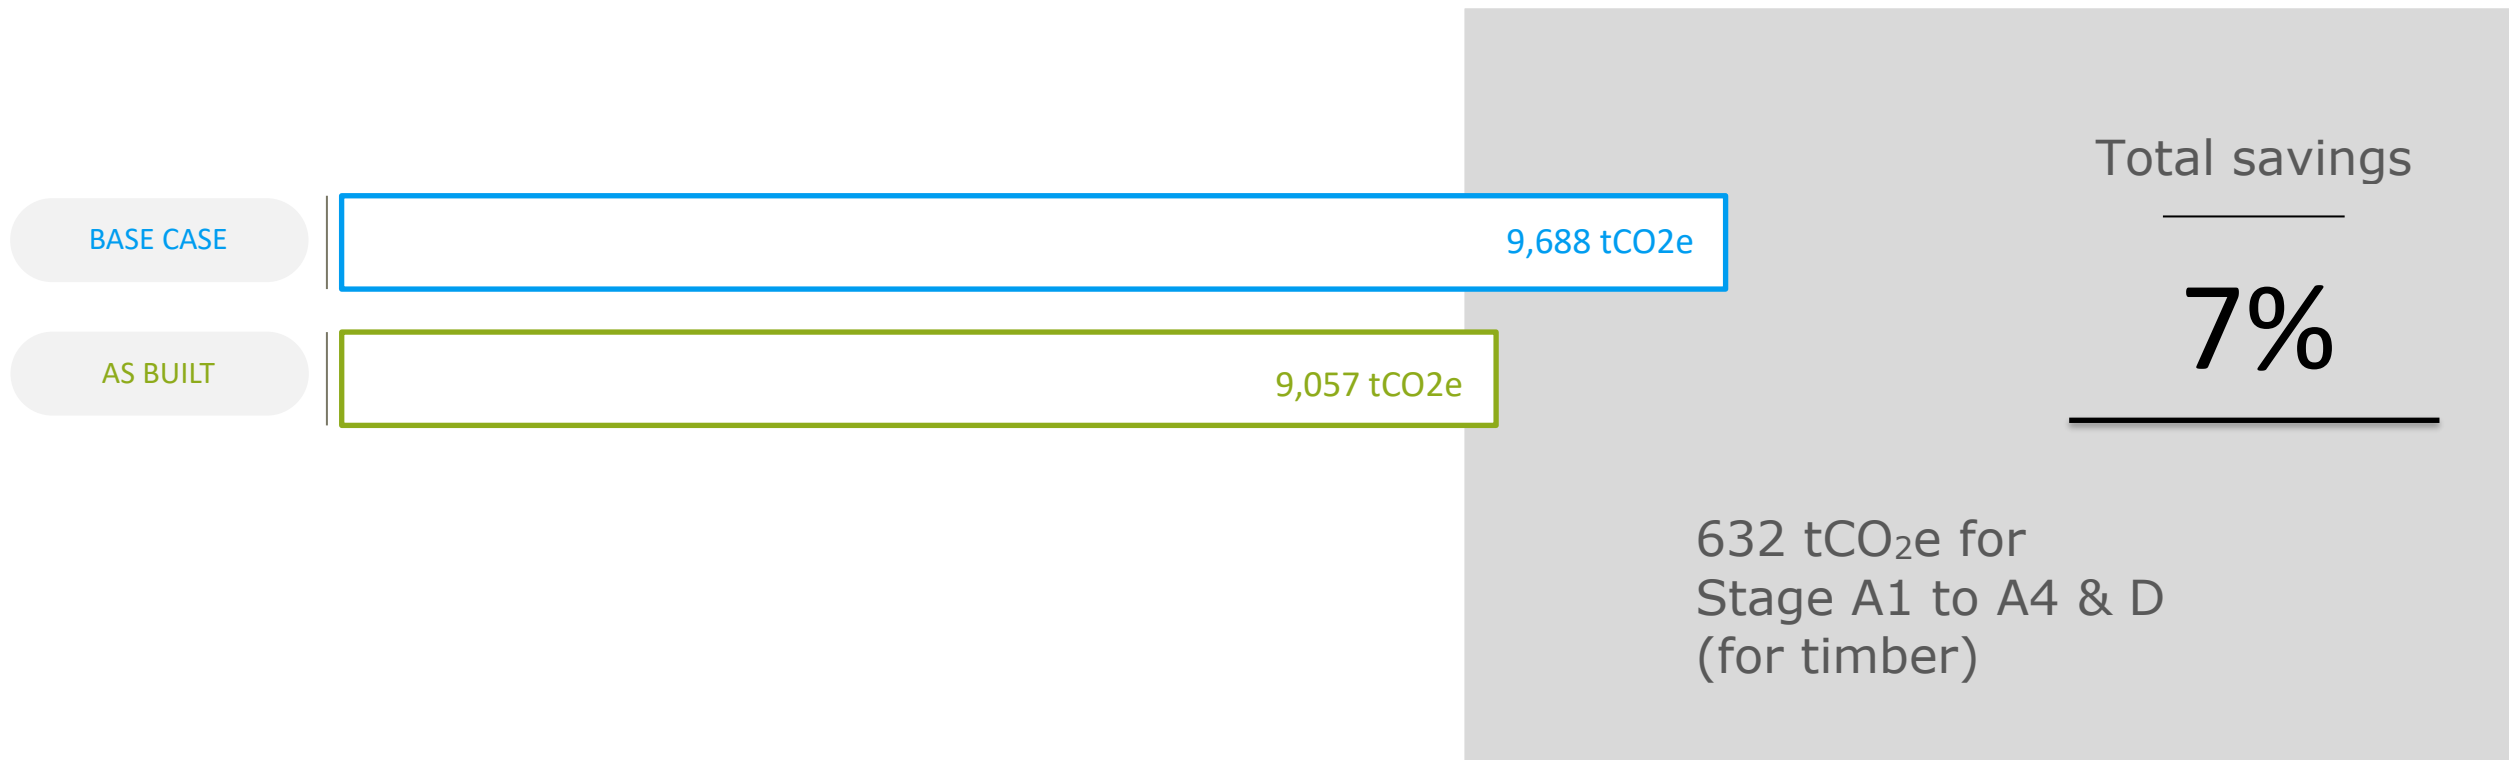 BASE CASE
9,688 tCO2e
AS BUILT
9,057 tCO2e
Total savings
7%
632 tCO₂e for
Stage A1 to A4 & D
(for timber)